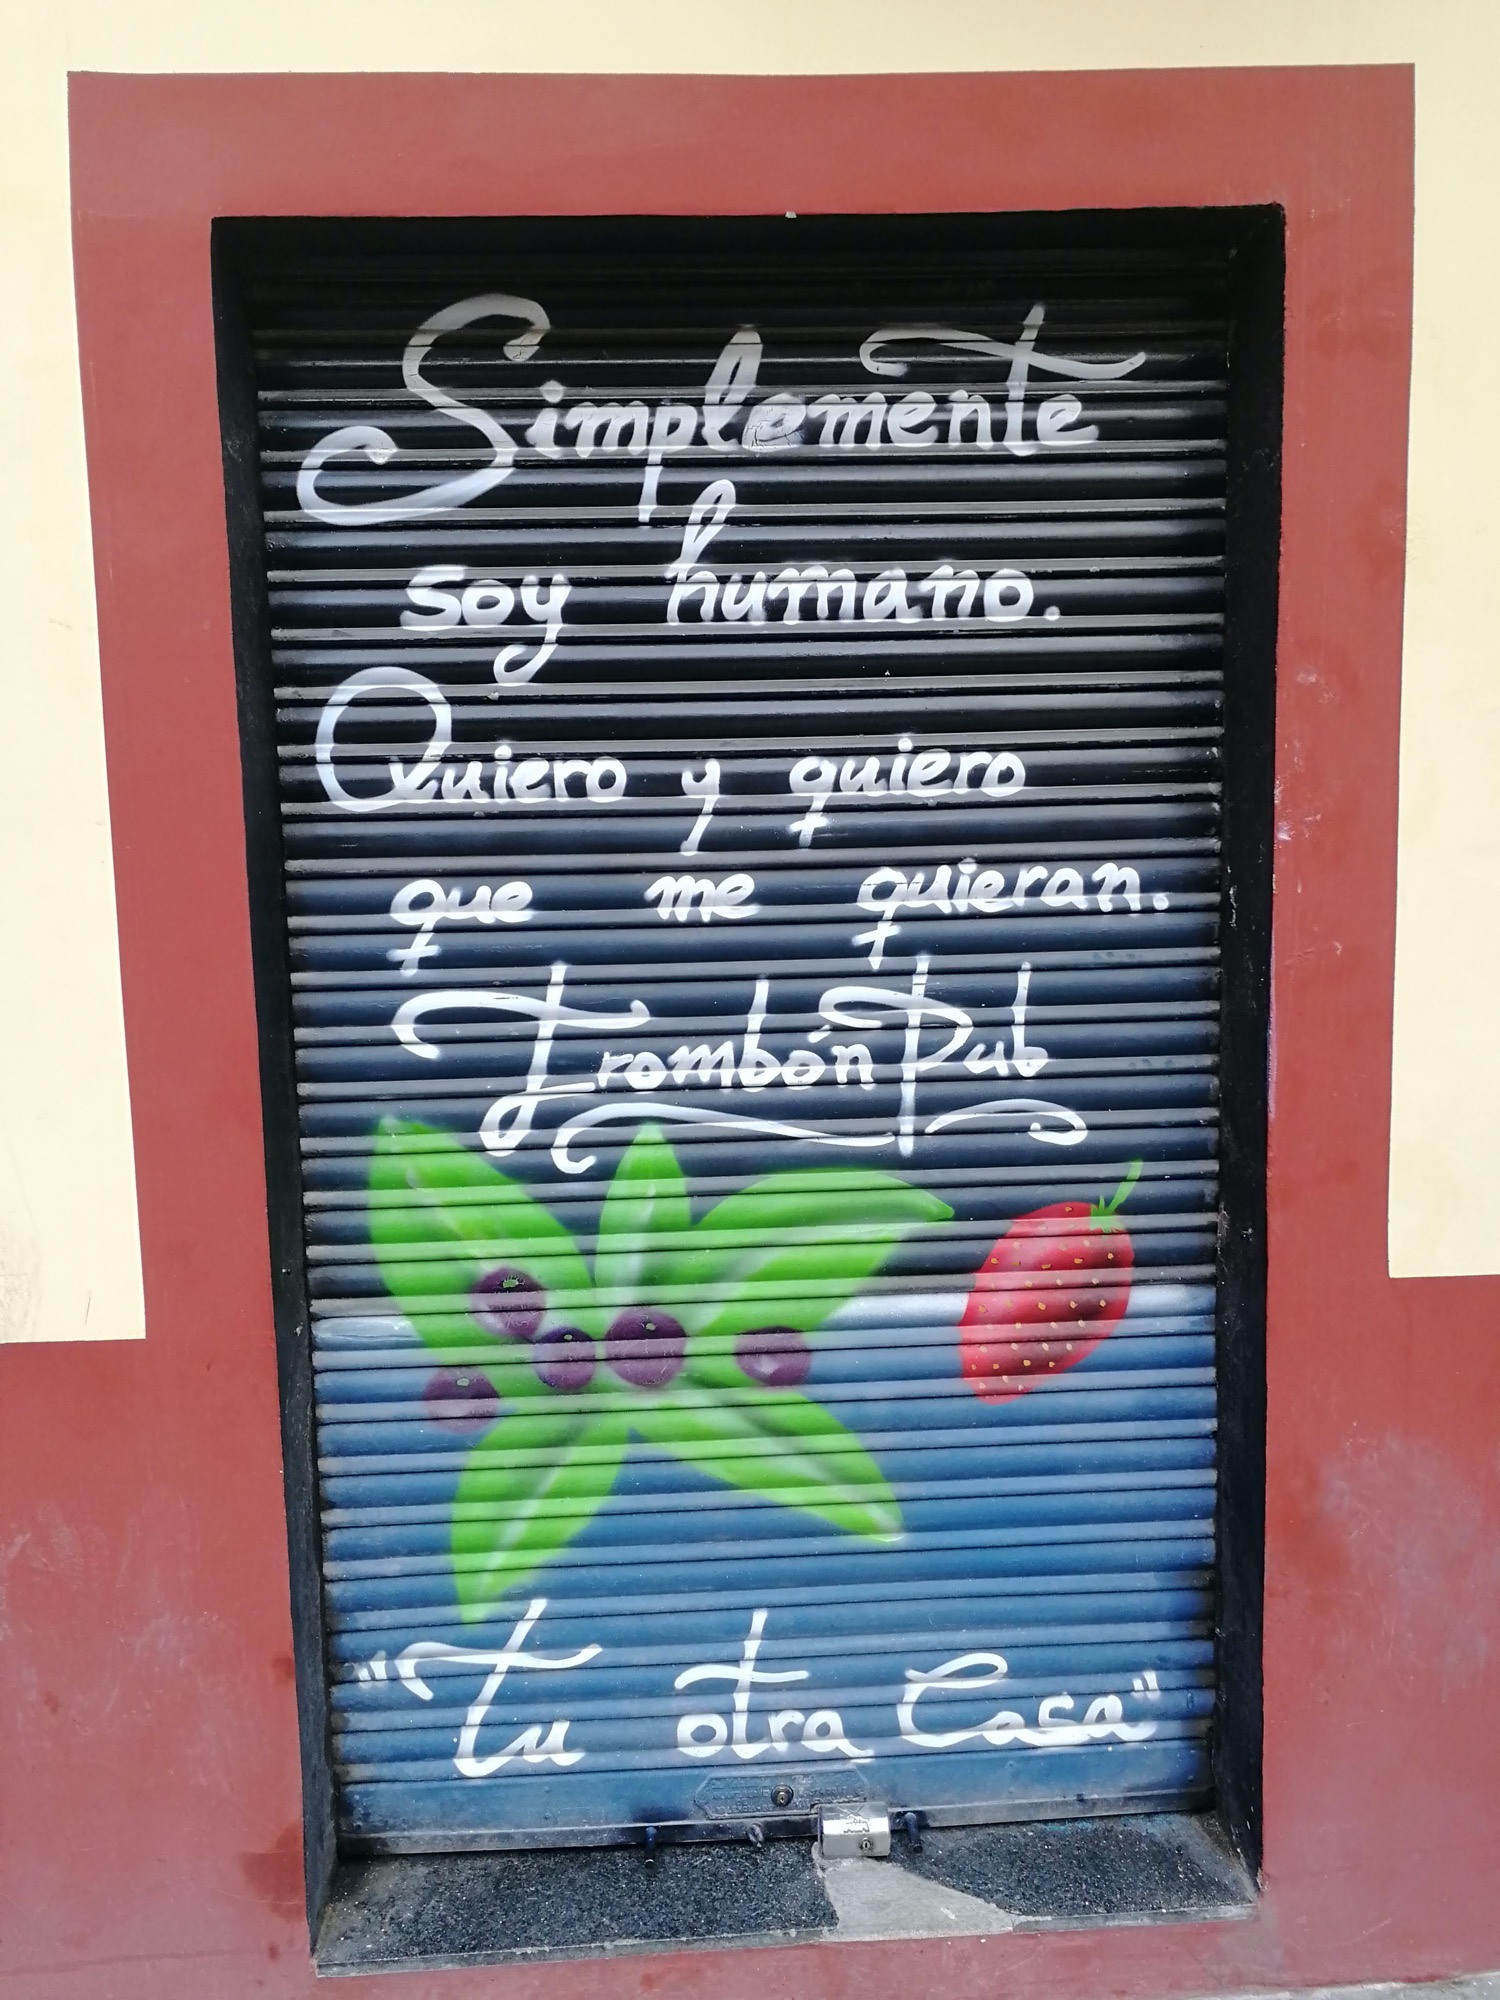 Simplemente
soy humano.
Quiero y quiero
que me quieran.
Trombón Pub
"tu otra Casa"